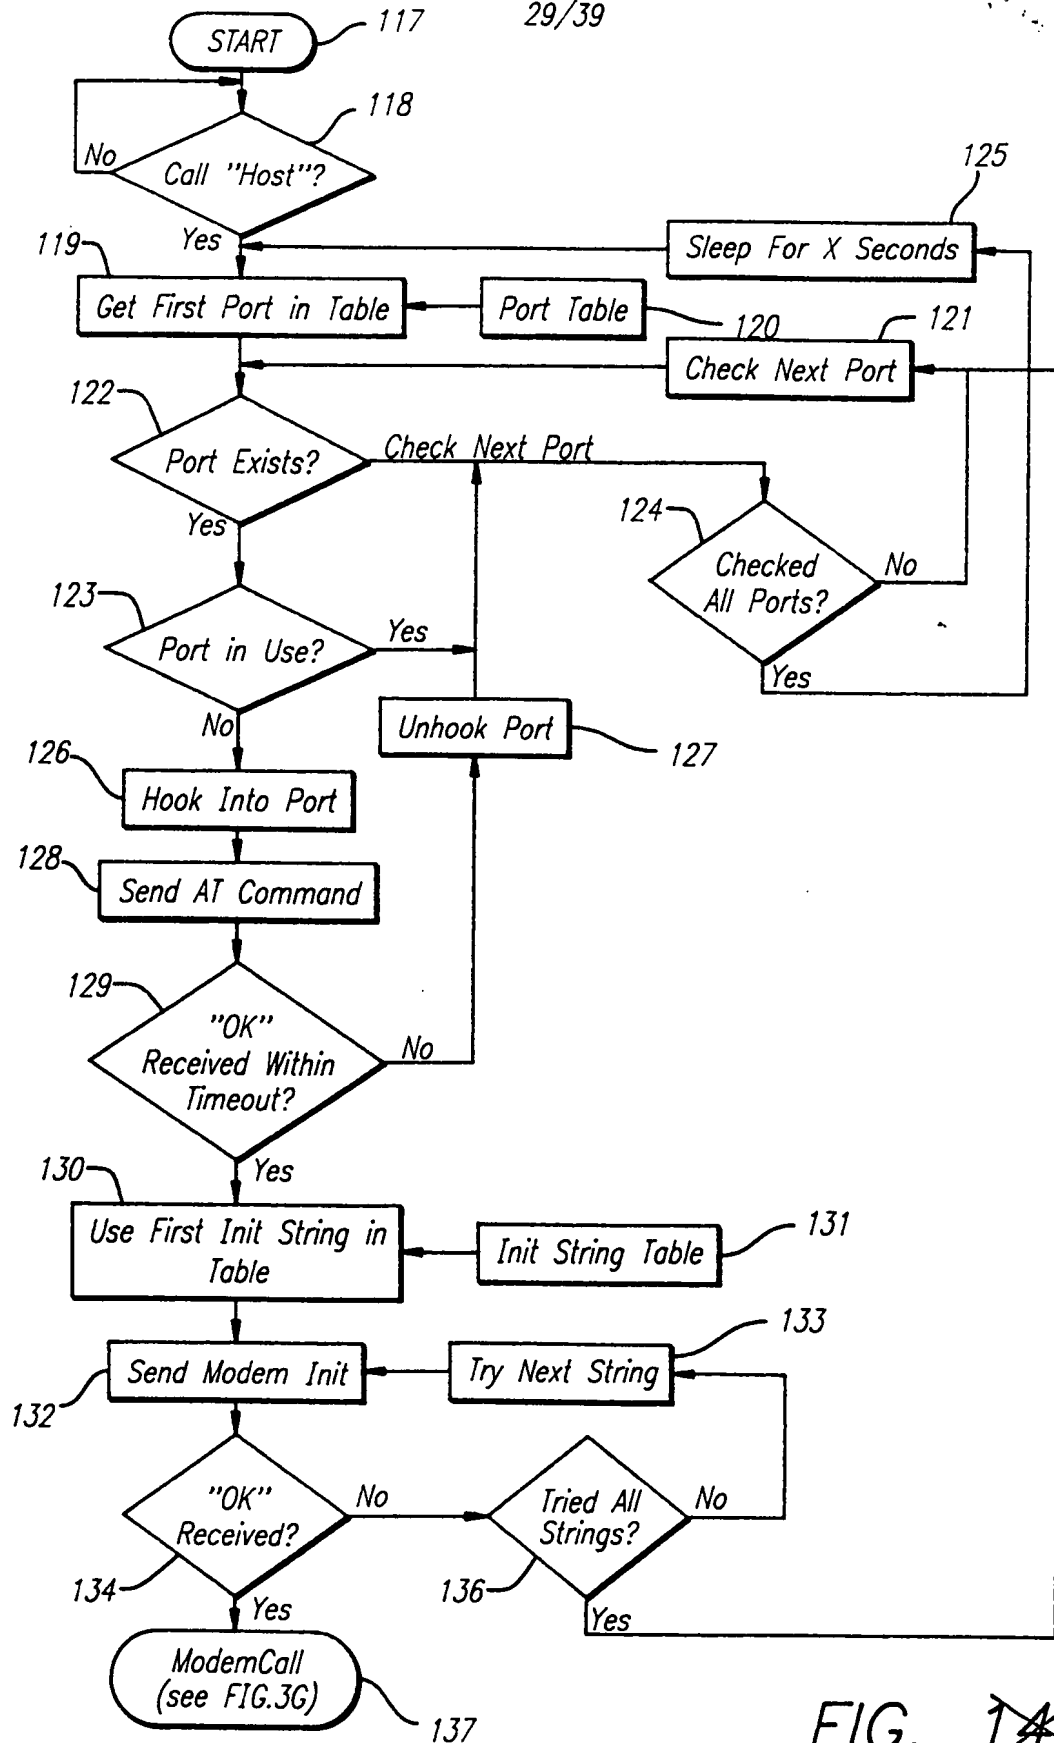 29/39
START
117
118
No
Call "Host"?
Yes
125
Sleep For X Seconds
119
Get First Port in Table
Port Table
120
121
Check Next Port
122
Port Exists?
Check Next Port
Yes
124
Checked
All Ports?
No
Yes
123
Port in Use?
Yes
No
Unhook Port
127
126
Hook Into Port
128
Send AT Command
129
"OK"
Received Within
Timeout?
No
Yes
130
Use First Init String in
Table
Init String Table
131
133
Send Modem Init
Try Next String
132
"OK"
Received?
No
134
Tried All
Strings?
No
136
Yes
Yes
ModemCall
(see FIG.3G)
137
FIG.